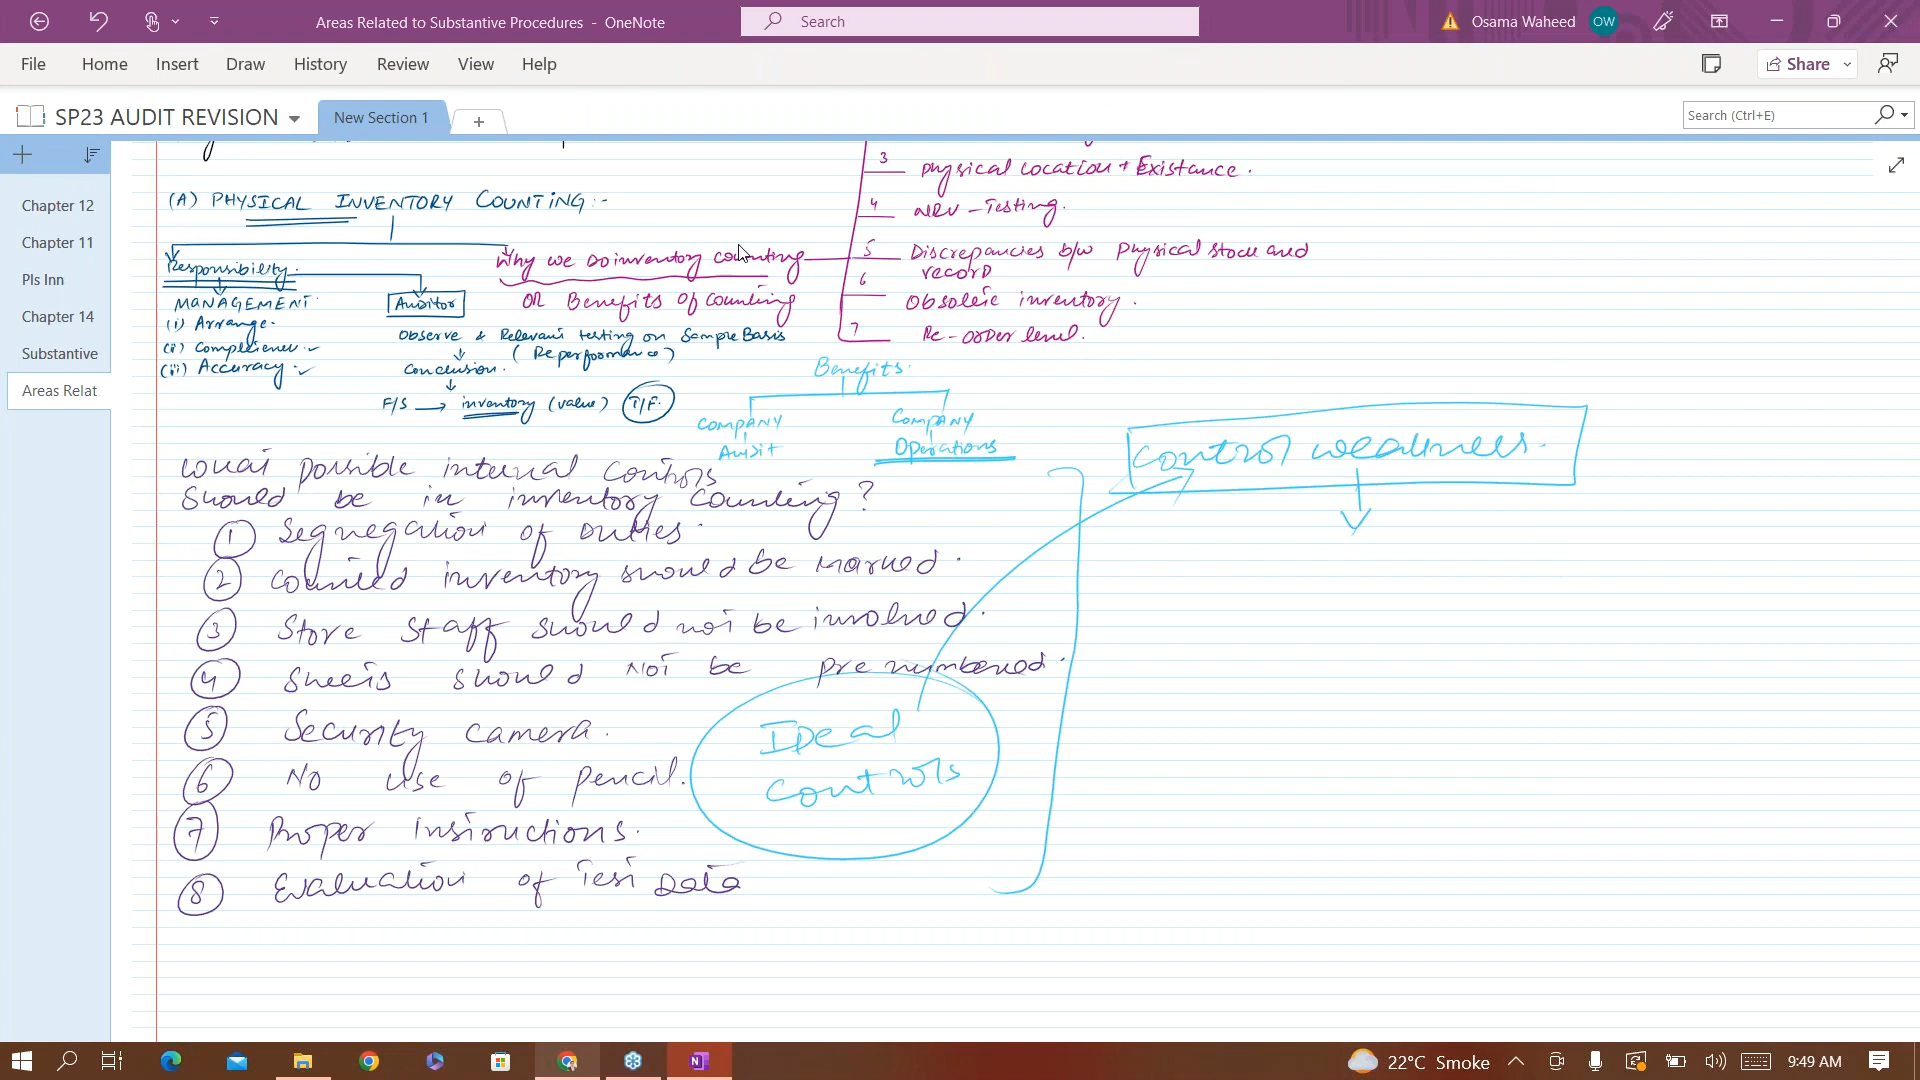 Areas Related to Substantive Procedures - OneNote
Search
Osama Waheed
OW
File Home Insert Draw History Review View Help
Share
SP23 AUDIT REVISION
New Section 1
Search (Ctrl+E)
Chapter 12
Chapter 11
Pls Inn
Chapter 14
Substantive
Areas Relat
3 Physical Location + Existance.
(A) PHYSICAL INVENTORY COUNTING:-
4 NRV - Testing.
Responsibility.
Why we do inventory counting
OR Benefits of Counting
5 Discrepancies b/w physical stock and
record
6 Obsolete inventory.
7 Re-order level.
MANAGEMENT
(i) Arrange.
(ii) Completeness
(iii) Accuracy
Auditor
Observe & Relevant testing on Sample Basis
(Reperformance)
Conclusion.
F/S → inventory (value) T/F.
Benefits.
COMPANY
Audit
COMPANY
Operations
Control weakness.
What possible internal controls
Should be in inventory counting?
1 Segregation of Duties.
2 Counted inventory should be Marked.
3 Store staff should not be involved.
4 Sheets should NOT be pre numbered.
5 Security camera.
6 NO use of pencil.
7 Proper Instructions.
8 Evaluation of Test Data
Ideal
Controls
22°C Smoke
9:49 AM